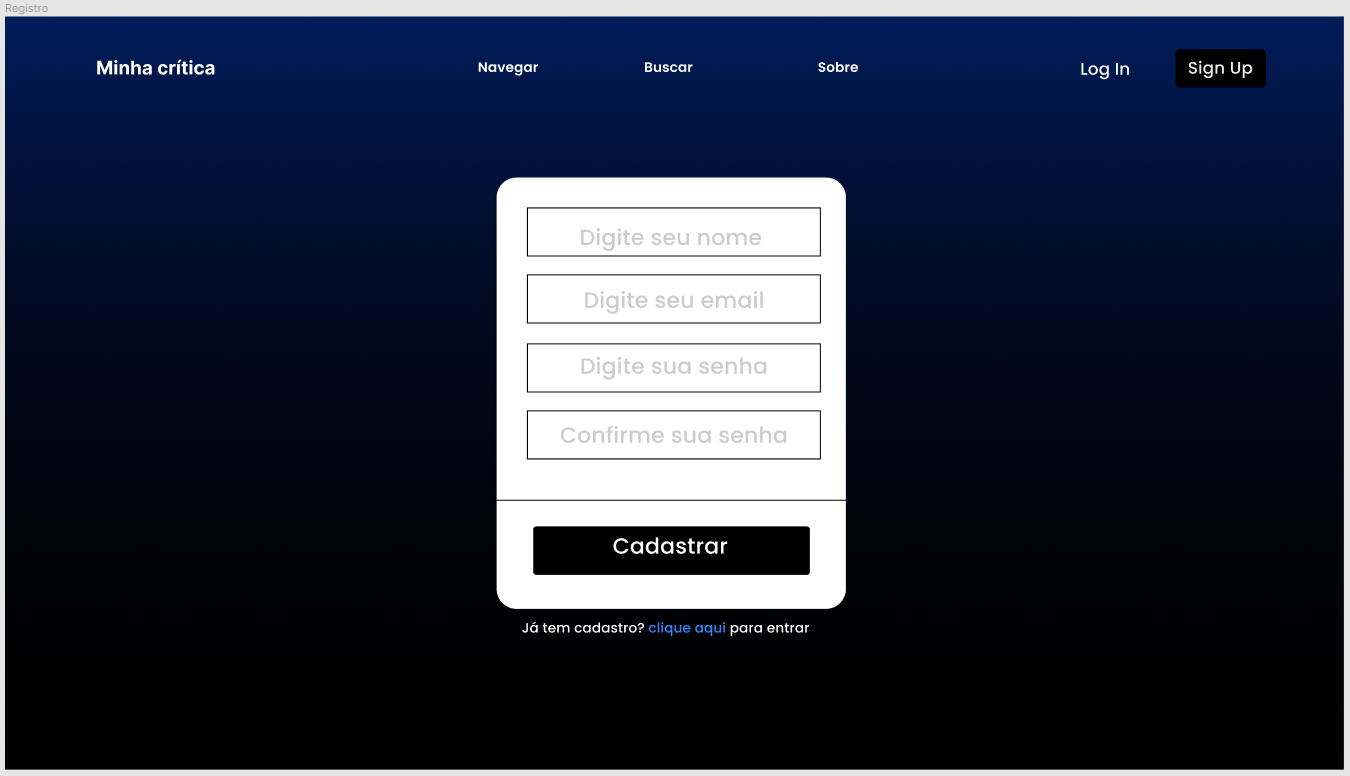 Registro
Minha crítica
Navegar
Buscar
Sobre
Log In
Sign Up
Digite seu nome
Digite seu email
Digite sua senha
Confirme sua senha
Cadastrar
Já tem cadastro? clique aqui para entrar